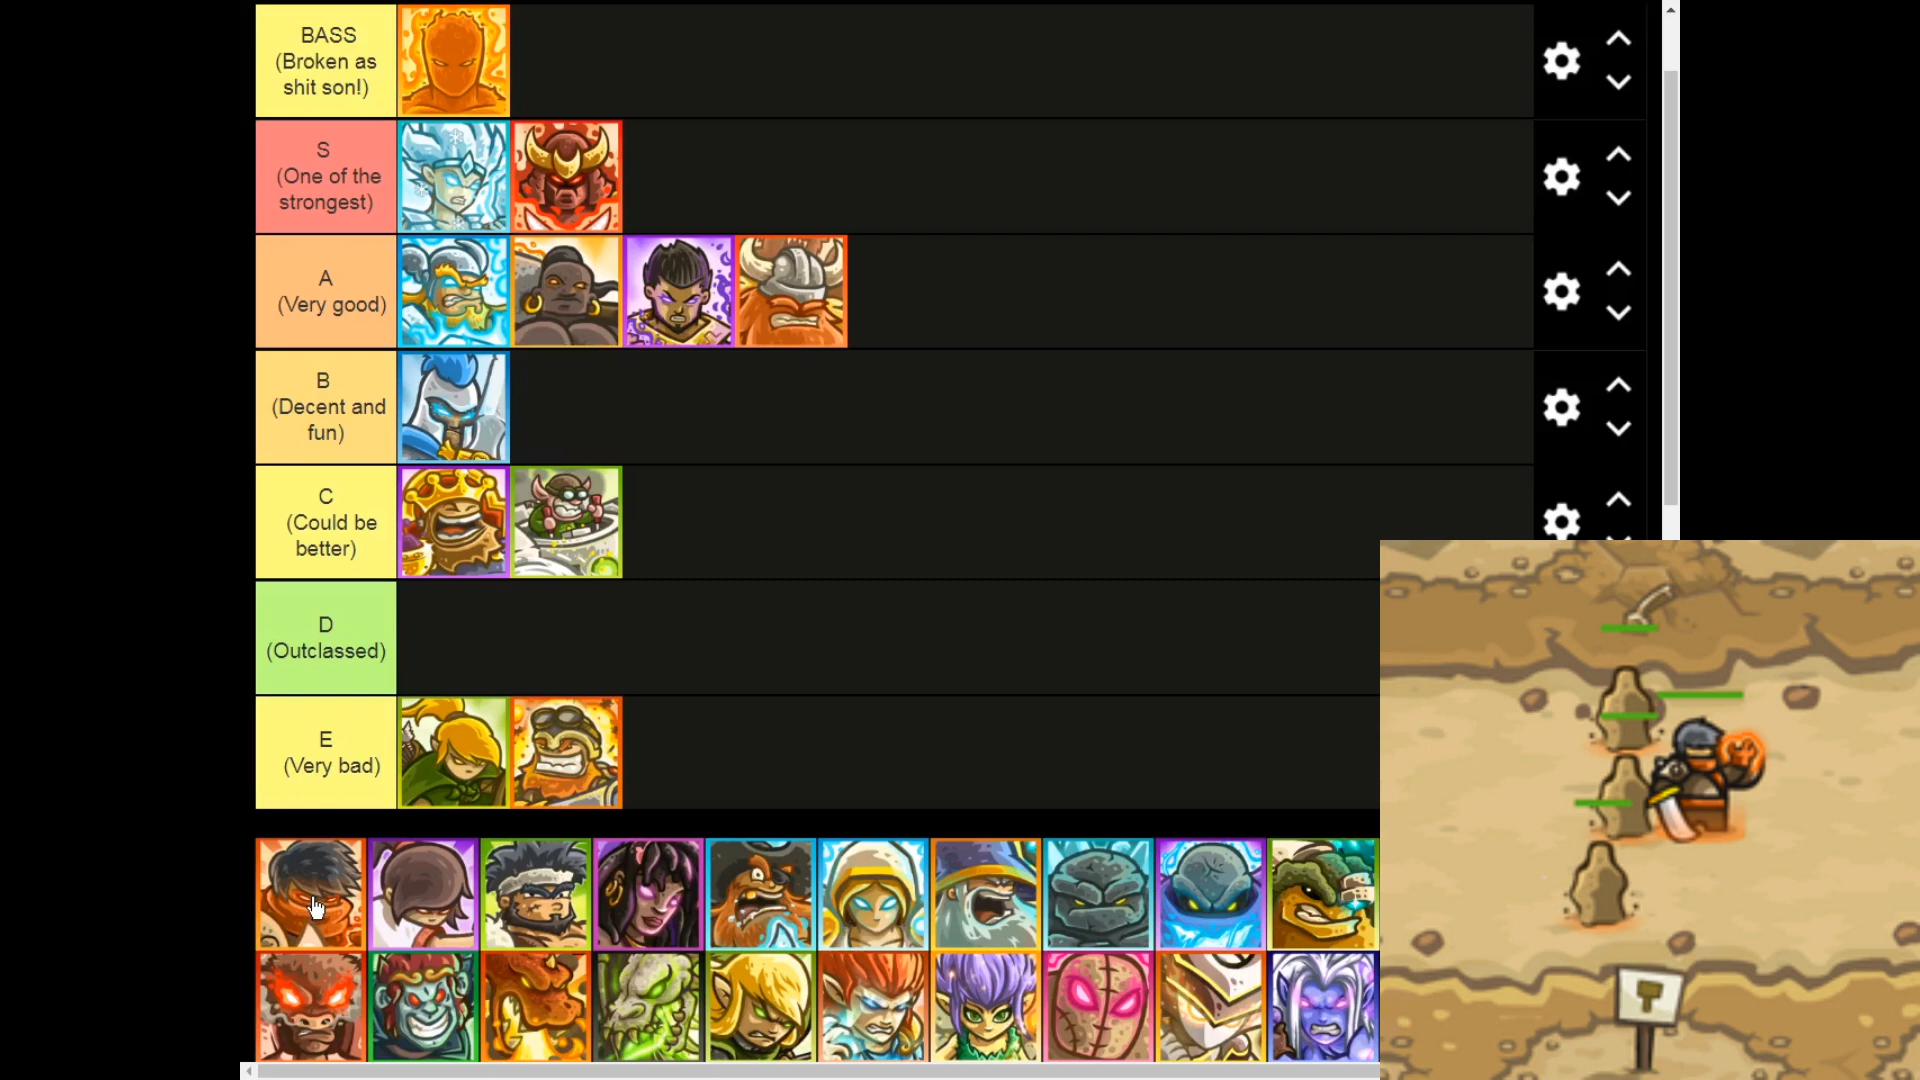 BASS
(Broken as
shit son!)
S
(One of the
strongest)
A
(Very good)
B
(Decent and
fun)
C
(Could be
better)
D
(Outclassed)
E
(Very bad)